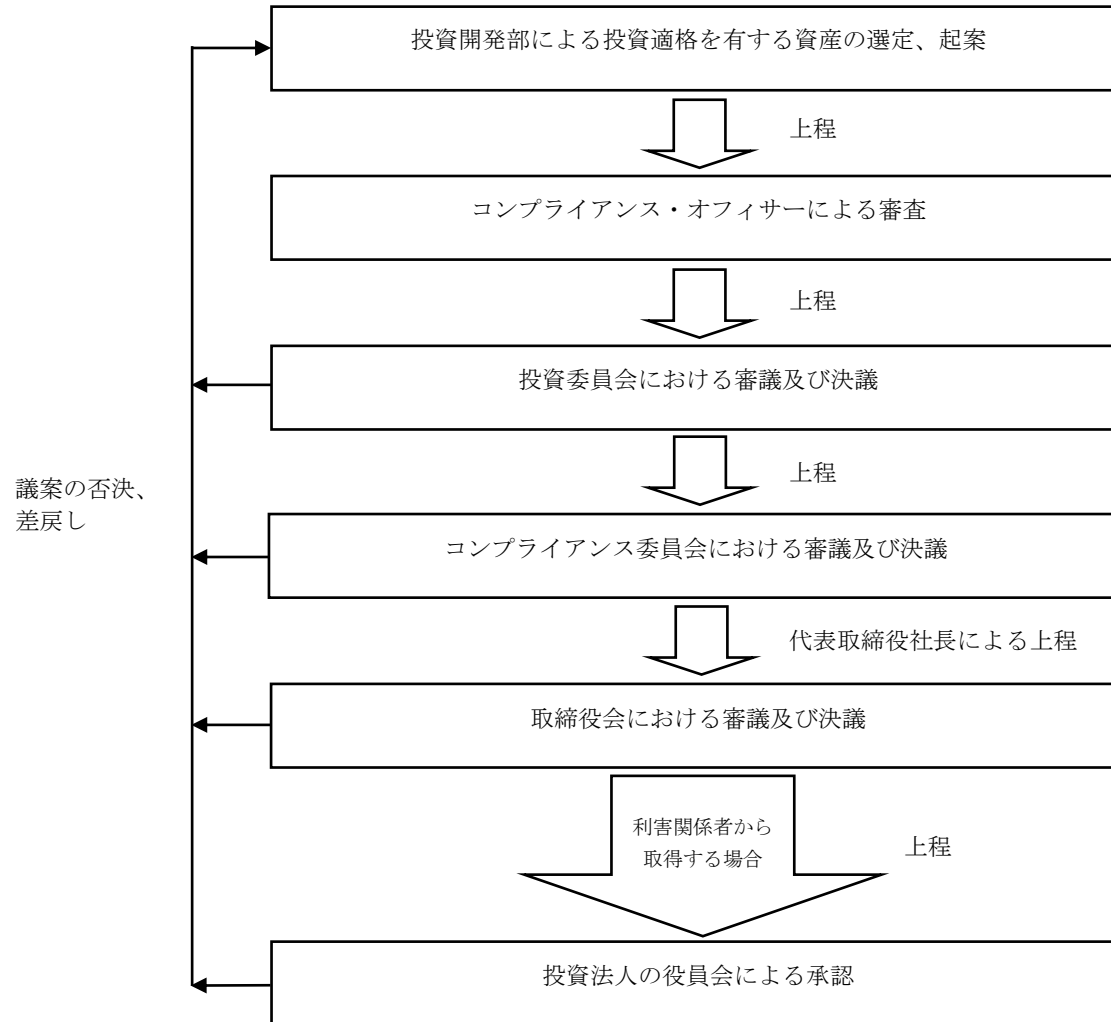 投資開発部による投資適格を有する資産の選定、起案
上程
コンプライアンス・オフィサーによる審査
上程
投資委員会における審議及び決議
上程
議案の否決、
差戻し
コンプライアンス委員会における審議及び決議
代表取締役社長による上程
取締役会における審議及び決議
利害関係者から
取得する場合
上程
投資法人の役員会による承認